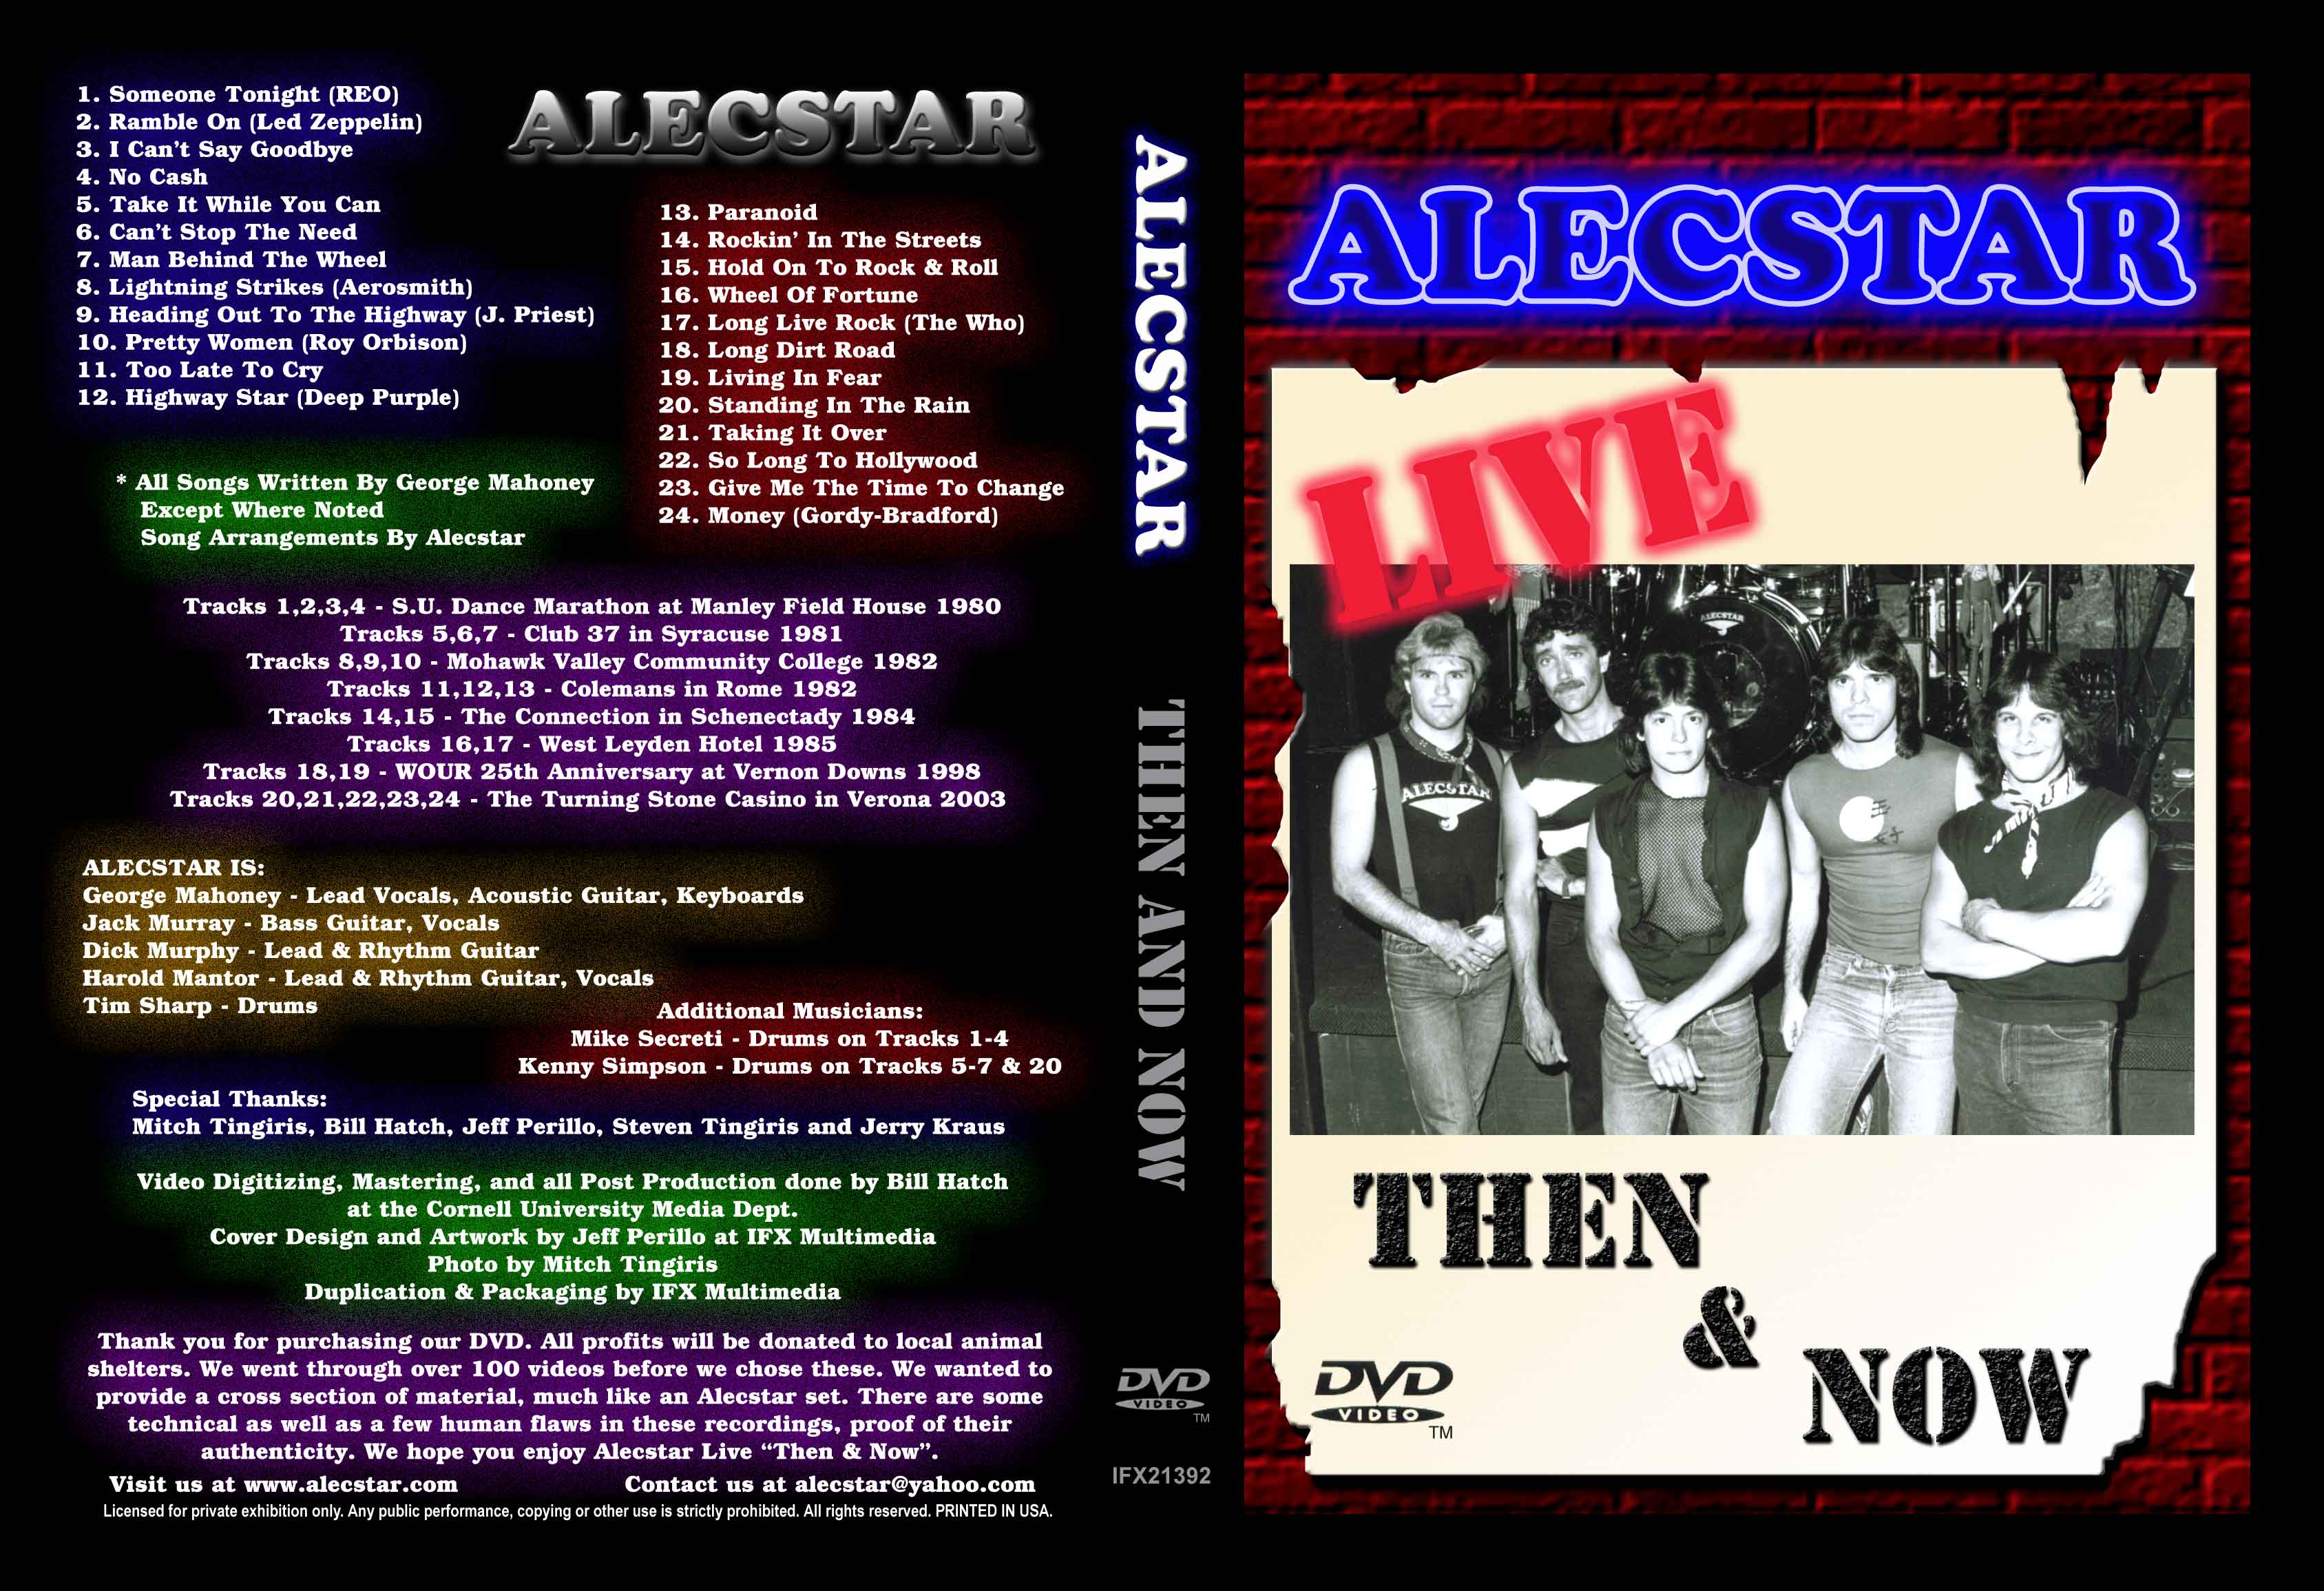 1. Someone Tonight (REO)
2. Ramble On (Led Zeppelin)
3. I Can't Say Goodbye
4. No Cash
5. Take It While You Can
6. Can't Stop The Need
7. Man Behind The Wheel
8. Lightning Strikes (Aerosmith)
9. Heading Out To The Highway (J. Priest)
10. Pretty Women (Roy Orbison)
11. Too Late To Cry
12. Highway Star (Deep Purple)
ALECSTAR
13. Paranoid
14. Rockin' In The Streets
15. Hold On To Rock & Roll
16. Wheel Of Fortune
17. Long Live Rock (The Who)
18. Long Dirt Road
19. Living In Fear
20. Standing In The Rain
21. Taking It Over
22. So Long To Hollywood
23. Give Me The Time To Change
24. Money (Gordy-Bradford)
* All Songs Written By George Mahoney
Except Where Noted
Song Arrangements By Alecstar
Tracks 1,2,3,4 - S.U. Dance Marathon at Manley Field House 1980
Tracks 5,6,7 - Club 37 in Syracuse 1981
Tracks 8,9,10 - Mohawk Valley Community College 1982
Tracks 11,12,13 - Colemans in Rome 1982
Tracks 14,15 - The Connection in Schenectady 1984
Tracks 16,17 - West Leyden Hotel 1985
Tracks 18,19 - WOUR 25th Anniversary at Vernon Downs 1998
Tracks 20,21,22,23,24 - The Turning Stone Casino in Verona 2003
ALECSTAR IS:
George Mahoney - Lead Vocals, Acoustic Guitar, Keyboards
Jack Murray - Bass Guitar, Vocals
Dick Murphy - Lead & Rhythm Guitar
Harold Mantor - Lead & Rhythm Guitar, Vocals
Tim Sharp - Drums
Additional Musicians:
Mike Secreti - Drums on Tracks 1-4
Kenny Simpson - Drums on Tracks 5-7 & 20
Special Thanks:
Mitch Tingiris, Bill Hatch, Jeff Perillo, Steven Tingiris and Jerry Kraus
Video Digitizing, Mastering, and all Post Production done by Bill Hatch
at the Cornell University Media Dept.
Cover Design and Artwork by Jeff Perillo at IFX Multimedia
Photo by Mitch Tingiris
Duplication & Packaging by IFX Multimedia
Thank you for purchasing our DVD. All profits will be donated to local animal
shelters. We went through over 100 videos before we chose these. We wanted to
provide a cross section of material, much like an Alecstar set. There are some
technical as well as a few human flaws in these recordings, proof of their
authenticity. We hope you enjoy Alecstar Live “Then & Now”.
Visit us at www.alecstar.com
Contact us at alecstar@yahoo.com
Licensed for private exhibition only. Any public performance, copying or other use is strictly prohibited. All rights reserved. PRINTED IN USA.
ALECSTAR
THEN AND NOW
DVD
VIDEO
TM
IFX21392
ALECSTAR
LIVE
ALECSTAR
ALECSTAR
THEN
&
NOW
DVD
VIDEO
TM